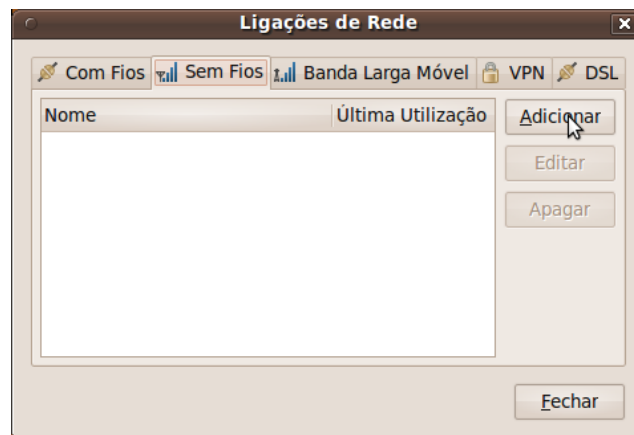 Ligações de Rede
Com Fios Sem Fios Banda Larga Móvel VPN DSL
Nome Última Utilização
Adicionar
Editar
Apagar
Fechar